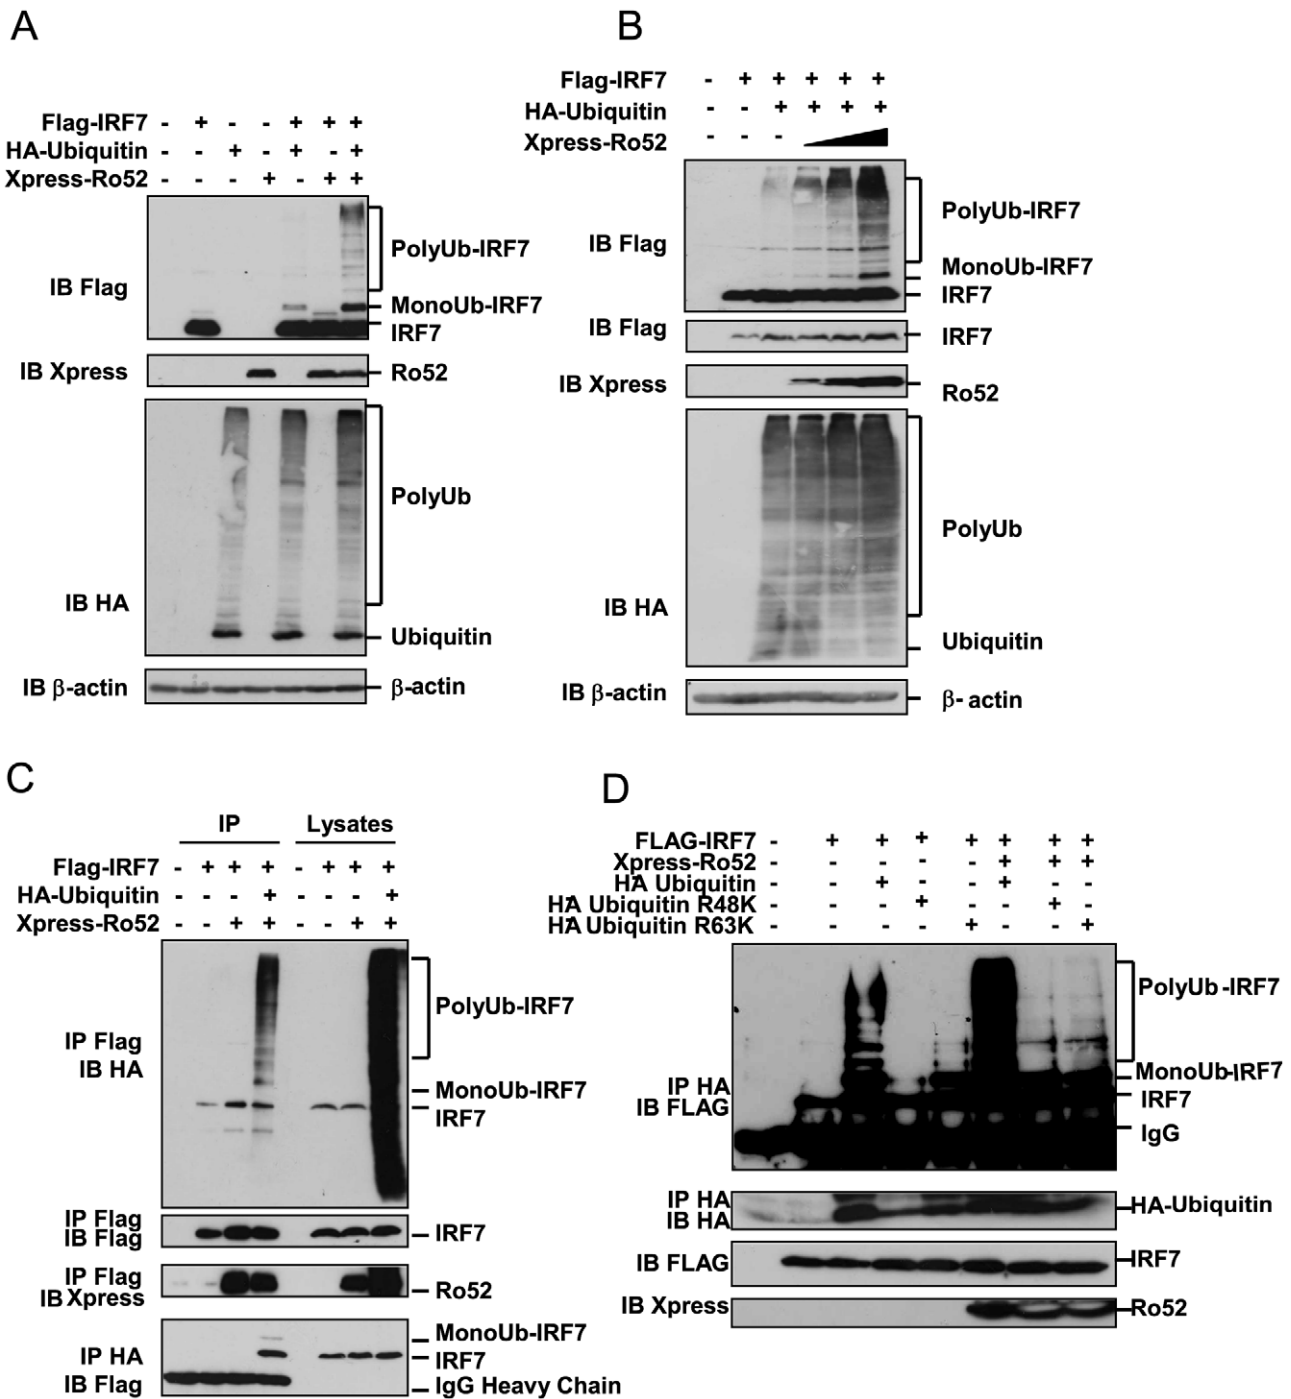 A
Flag-IRF7 - + - - + + +
HA-Ubiquitin - - + - + - +
Xpress-Ro52 - - - + - + +
IB Flag
PolyUb-IRF7
MonoUb-IRF7
IRF7
IB Xpress
Ro52
IB HA
PolyUb
Ubiquitin
IB β-actin
β-actin
B
Flag-IRF7 - + + + + +
HA-Ubiquitin - - + + + +
Xpress-Ro52 - - -
IB Flag
PolyUb-IRF7
MonoUb-IRF7
IRF7
IB Flag
IRF7
IB Xpress
Ro52
IB HA
PolyUb
Ubiquitin
IB β-actin
β- actin
C
IP Lysates
Flag-IRF7 - + + + - + + +
HA-Ubiquitin - - - + - - - +
Xpress-Ro52 - - + + - - + +
IP Flag
IB HA
PolyUb-IRF7
MonoUb-IRF7
IRF7
IP Flag
IB Flag
IRF7
IP Flag
IB Xpress
Ro52
IP HA
IB Flag
MonoUb-IRF7
IRF7
IgG Heavy Chain
D
FLAG-IRF7 - + + + + + + +
Xpress-Ro52 - - - - - + + +
HA Ubiquitin - - + - - + - -
HA Ubiquitin R48K - - - + - - + -
HA Ubiquitin R63K - - - - + - - +
IP HA
IB FLAG
PolyUb-IRF7
MonoUb-IRF7
IRF7
IgG
IP HA
IB HA
HA-Ubiquitin
IB FLAG
IRF7
IB Xpress
Ro52